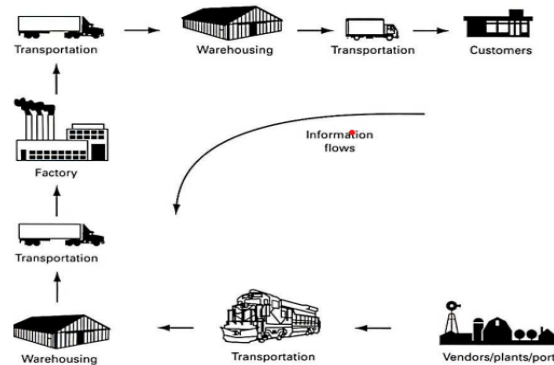 Transportation
Warehousing
Transportation
Customers
Information
flows
Factory
Transportation
Warehousing
Transportation
Vendors/plants/port